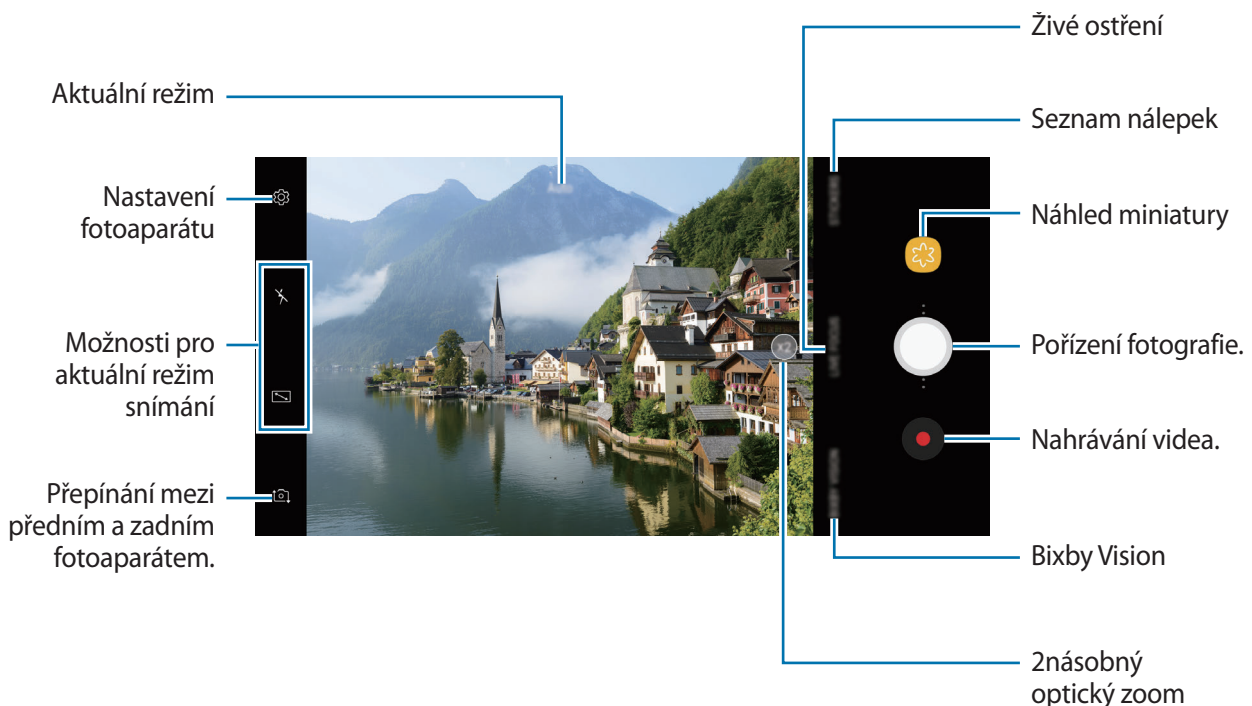 Živé ostření
Aktuální režim
Seznam nálepek
Nastavení
fotoaparátu
Náhled miniatury
Možnosti pro
aktuální režim
snímání
Pořízení fotografie.
Nahrávání videa.
Přepínání mezi
předním a zadním
fotoaparátem.
Bixby Vision
2násobný
optický zoom